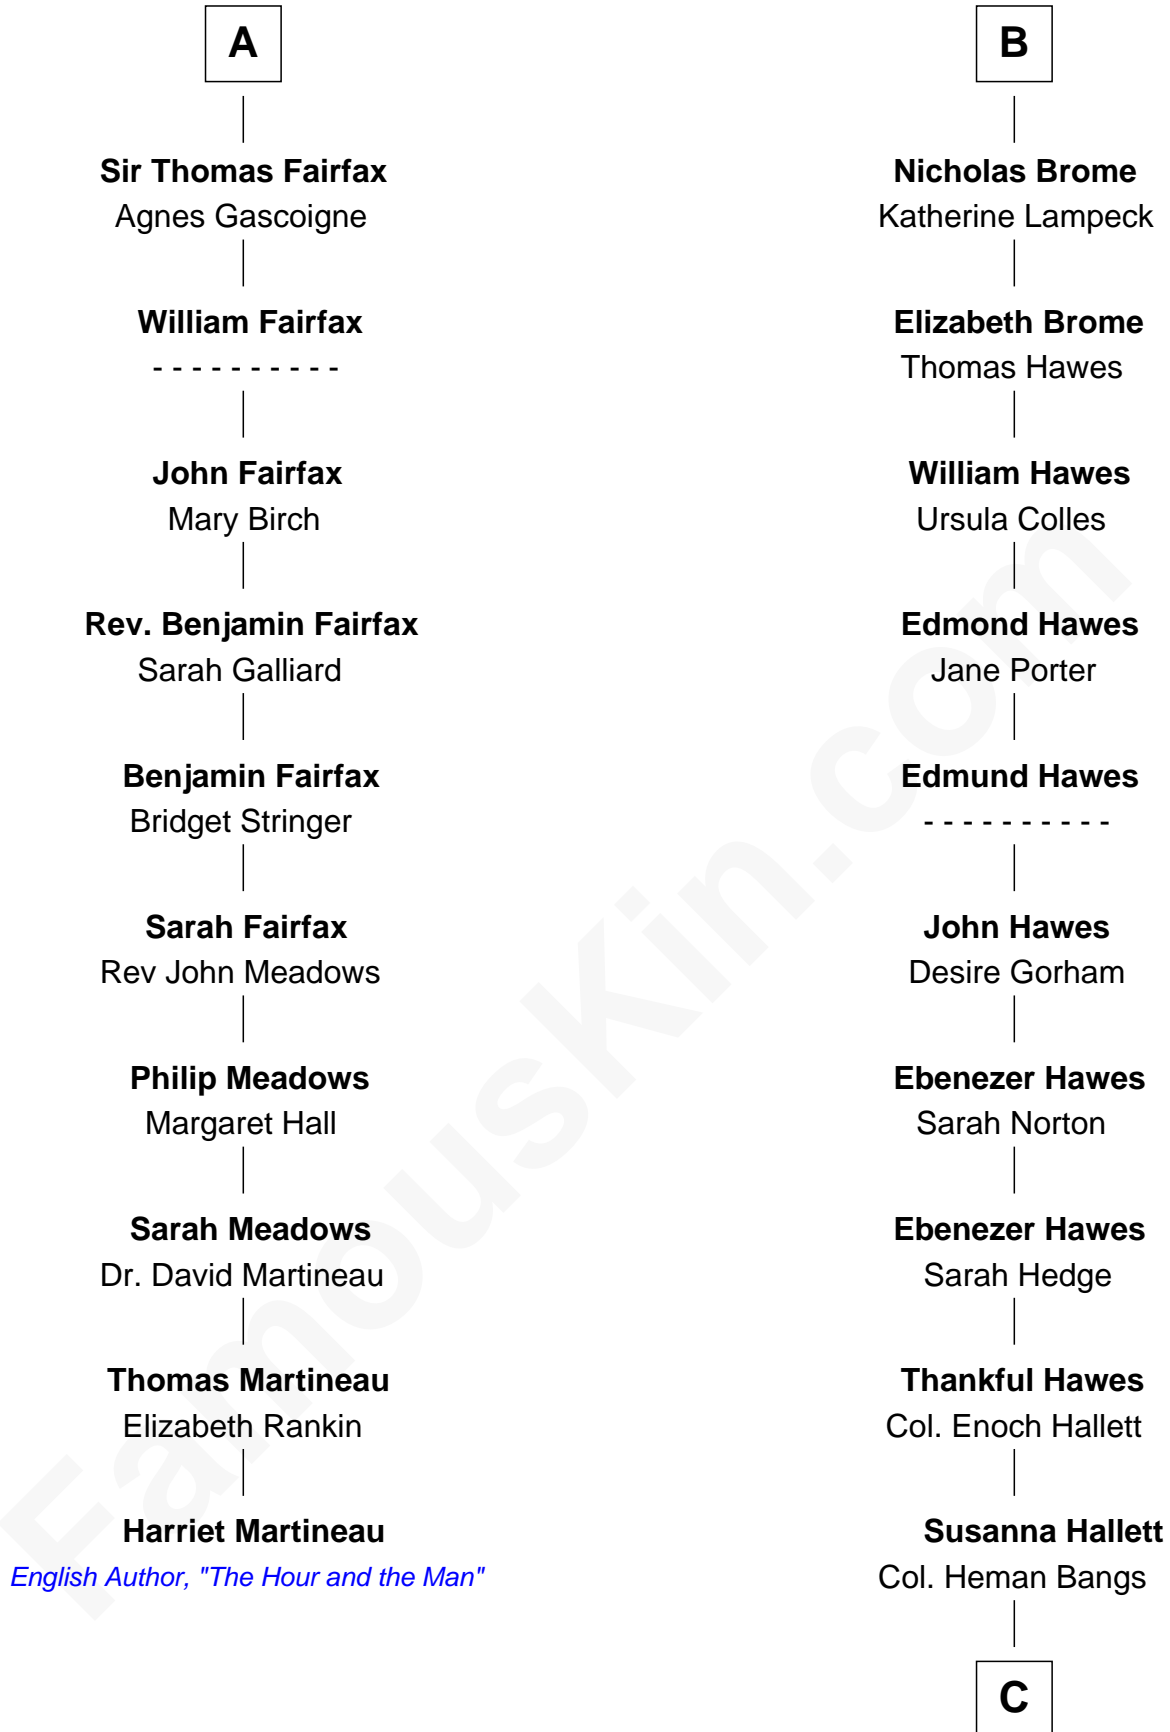 A
Sir Thomas Fairfax
Agnes Gascoigne
William Fairfax
- - - - - - - - - -
John Fairfax
Mary Birch
Rev. Benjamin Fairfax
Sarah Galliard
Benjamin Fairfax
Bridget Stringer
Sarah Fairfax
Rev John Meadows
Philip Meadows
Margaret Hall
Sarah Meadows
Dr. David Martineau
Thomas Martineau
Elizabeth Rankin
Harriet Martineau
English Author, "The Hour and the Man"
B
Nicholas Brome
Katherine Lampeck
Elizabeth Brome
Thomas Hawes
William Hawes
Ursula Colles
Edmond Hawes
Jane Porter
Edmund Hawes
- - - - - - - - - -
John Hawes
Desire Gorham
Ebenezer Hawes
Sarah Norton
Ebenezer Hawes
Sarah Hedge
Thankful Hawes
Col. Enoch Hallett
Susanna Hallett
Col. Heman Bangs
C
FamousKin.com